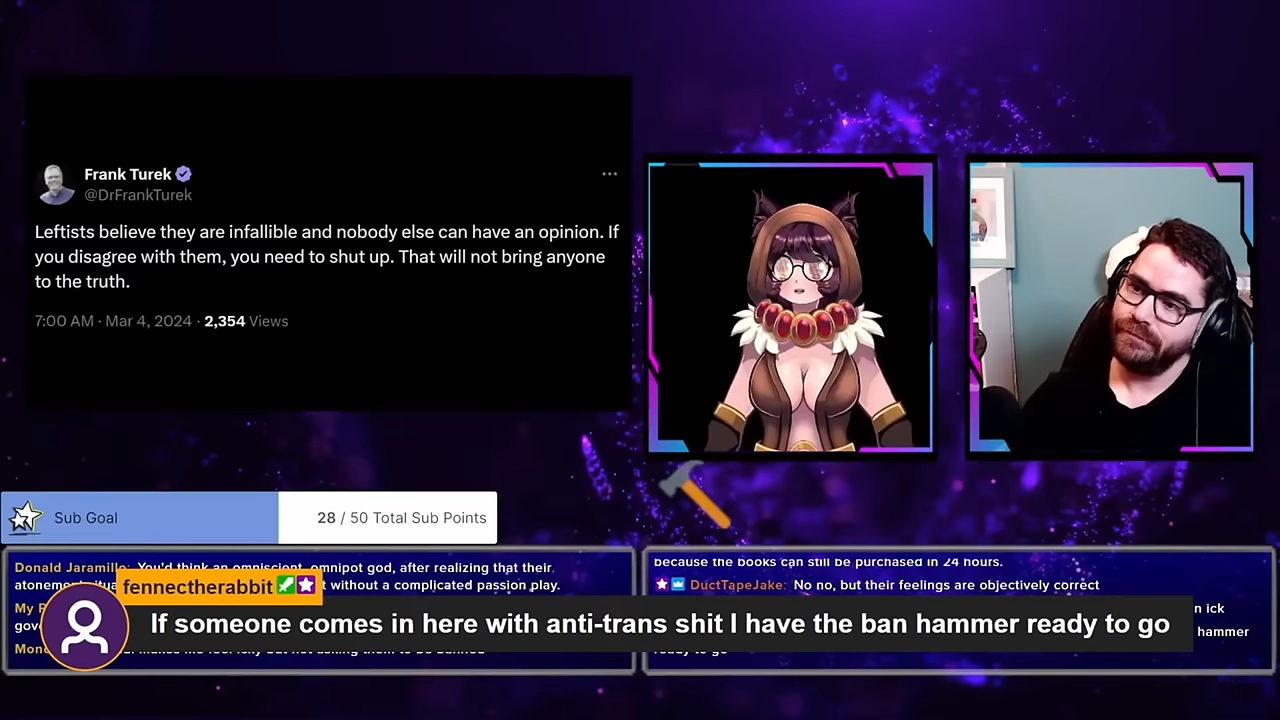 Frank Turek
@DrFrankTurek
Leftists believe they are infallible and nobody else can have an opinion. If
you disagree with them, you need to shut up. That will not bring anyone
to the truth.
7:00 AM · Mar 4, 2024 · 2,354 Views
Sub Goal
28 / 50 Total Sub Points
Donald Jaramillo: You'd think an omniscient, omnipot god, after realizing that their
without a complicated passion play.
because the books can still be purchased in 24 hours.
DuctTapeJake: No no, but their feelings are objectively correct
n ick
hammer
ready to go
fennectherabbit
If someone comes in here with anti-trans shit I have the ban hammer ready to go